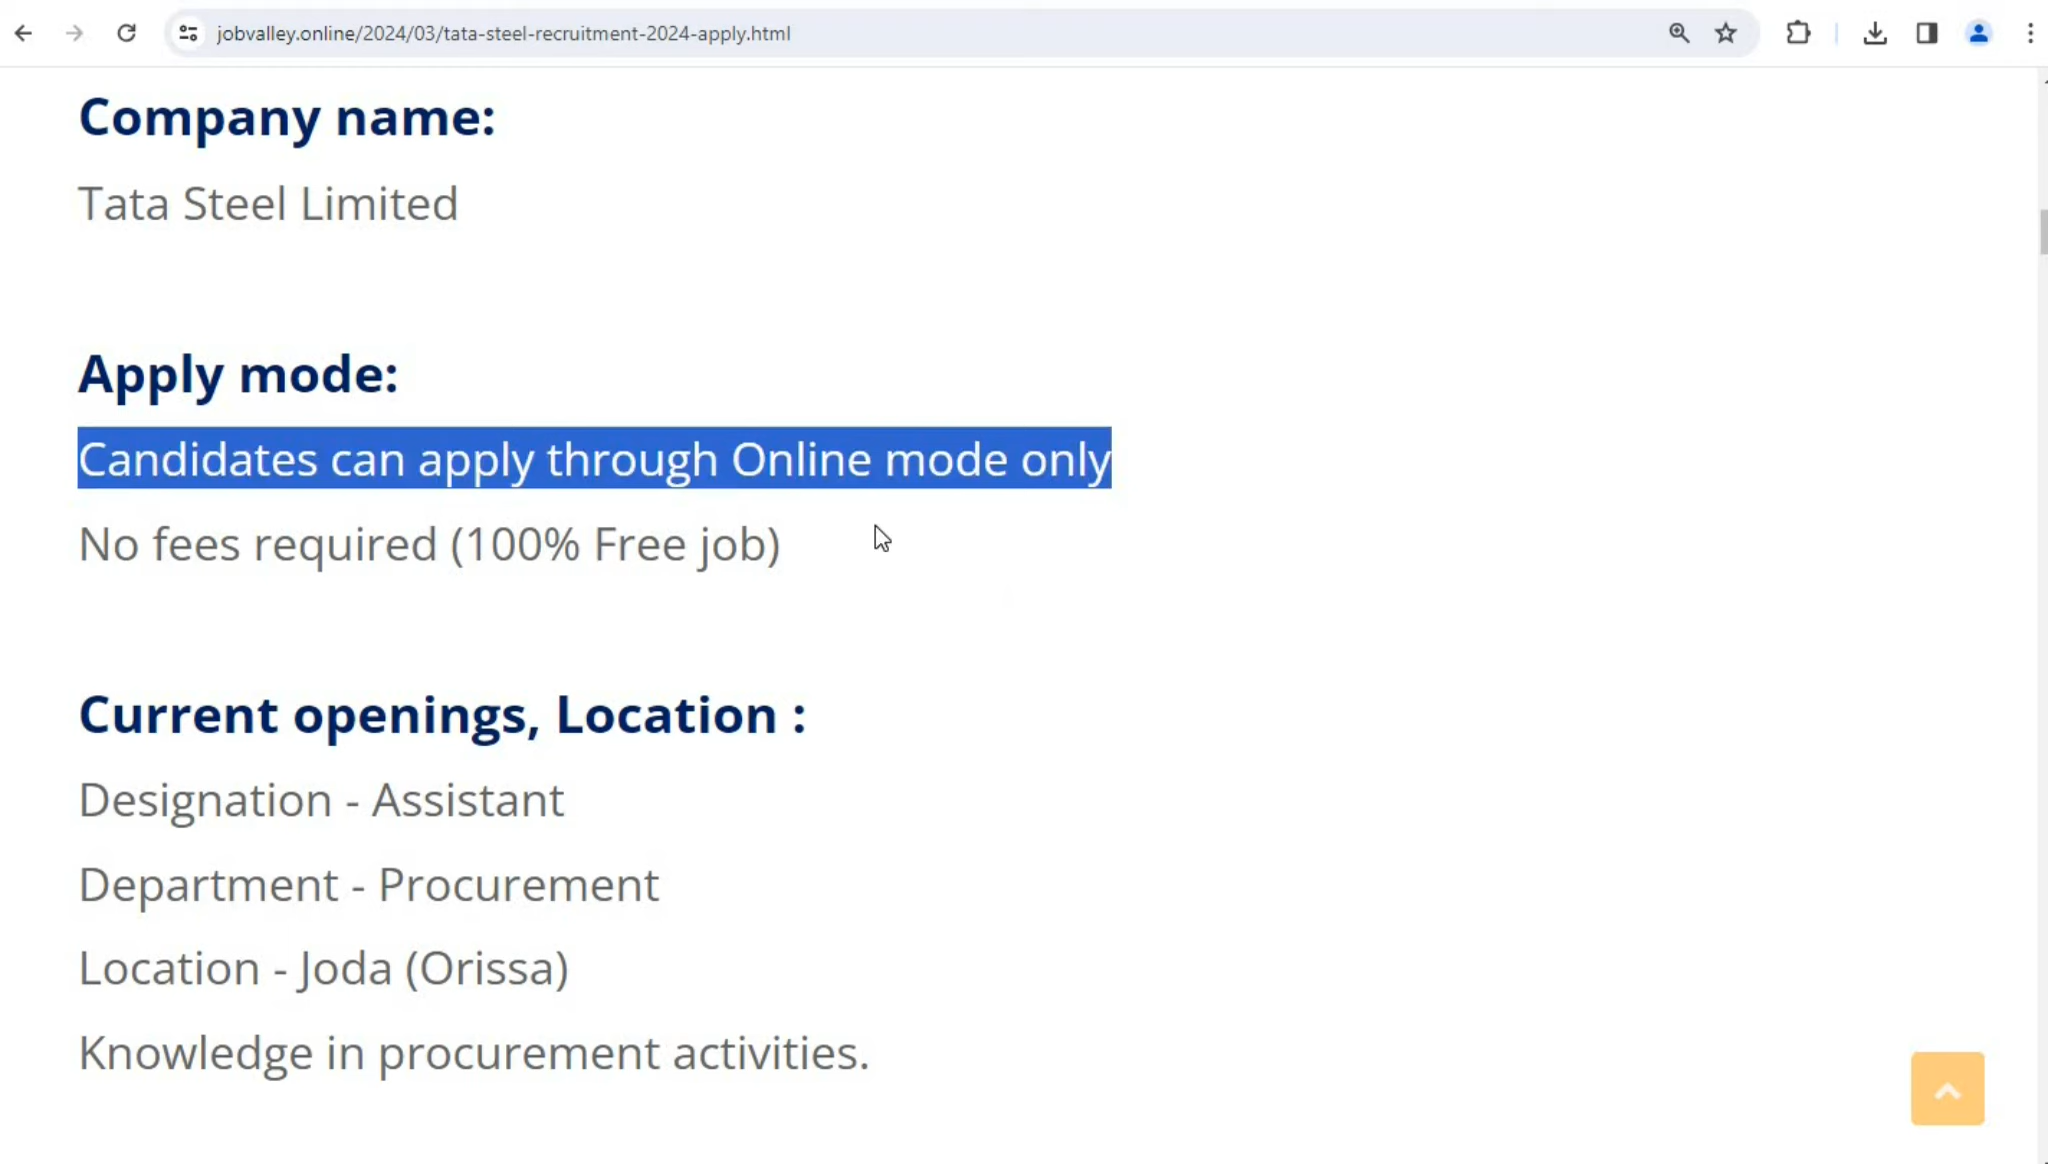 jobvalley.online/2024/03/tata-steel-recruitment-2024-apply.html
Company name:
Tata Steel Limited
Apply mode:
Candidates can apply through Online mode only
No fees required (100% Free job)
Current openings, Location :
Designation - Assistant
Department - Procurement
Location - Joda (Orissa)
Knowledge in procurement activities.